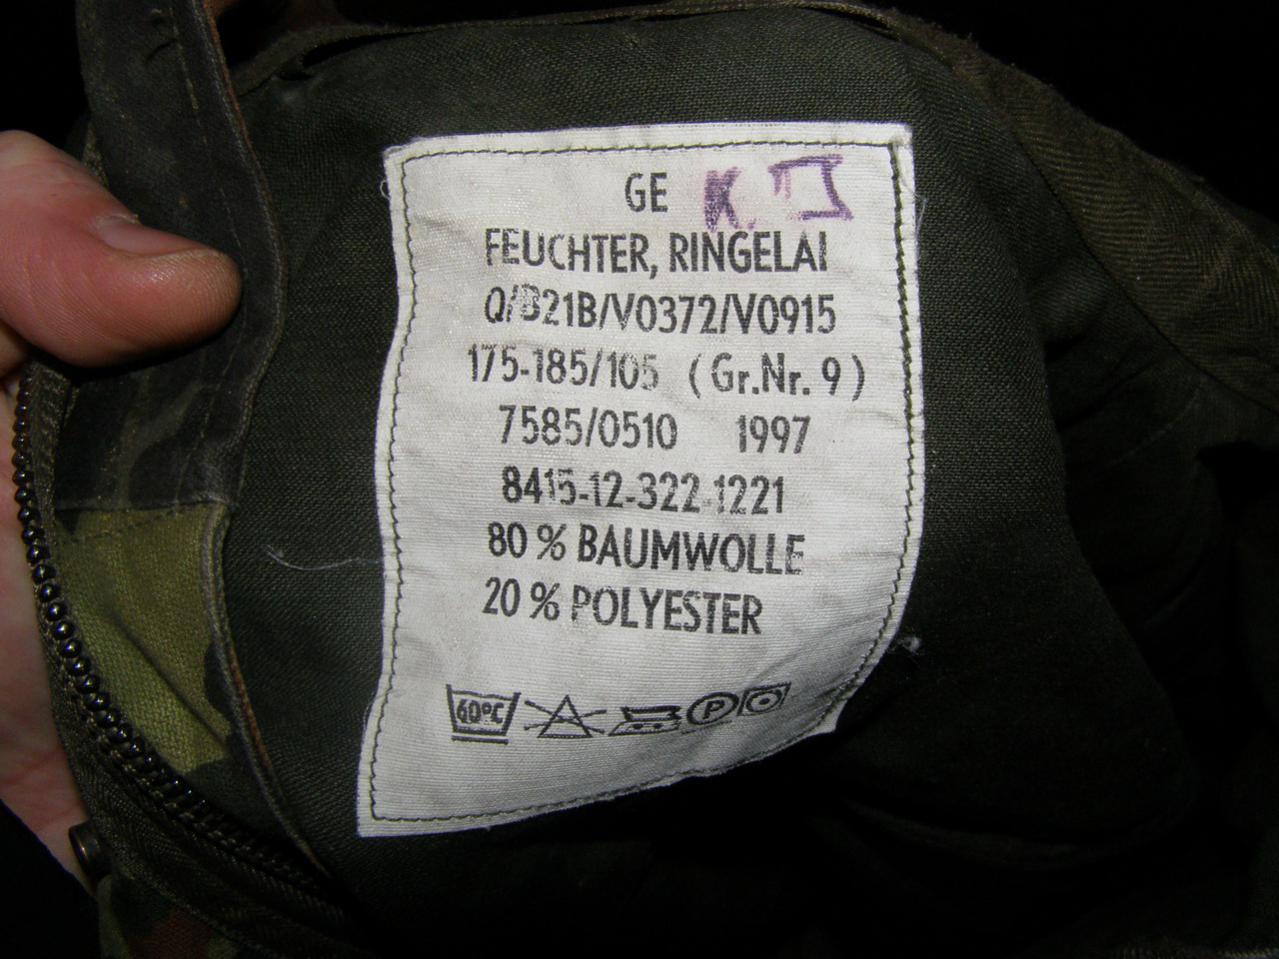 GE K.
FEUCHTER, RINGELAI
Q/B21B/V0372/V0915
175-185/105 (Gr.Nr. 9)
7585/0510 1997
8415-12-322-1221
80 % BAUMWOLLE
20 % POLYESTER
60°C P